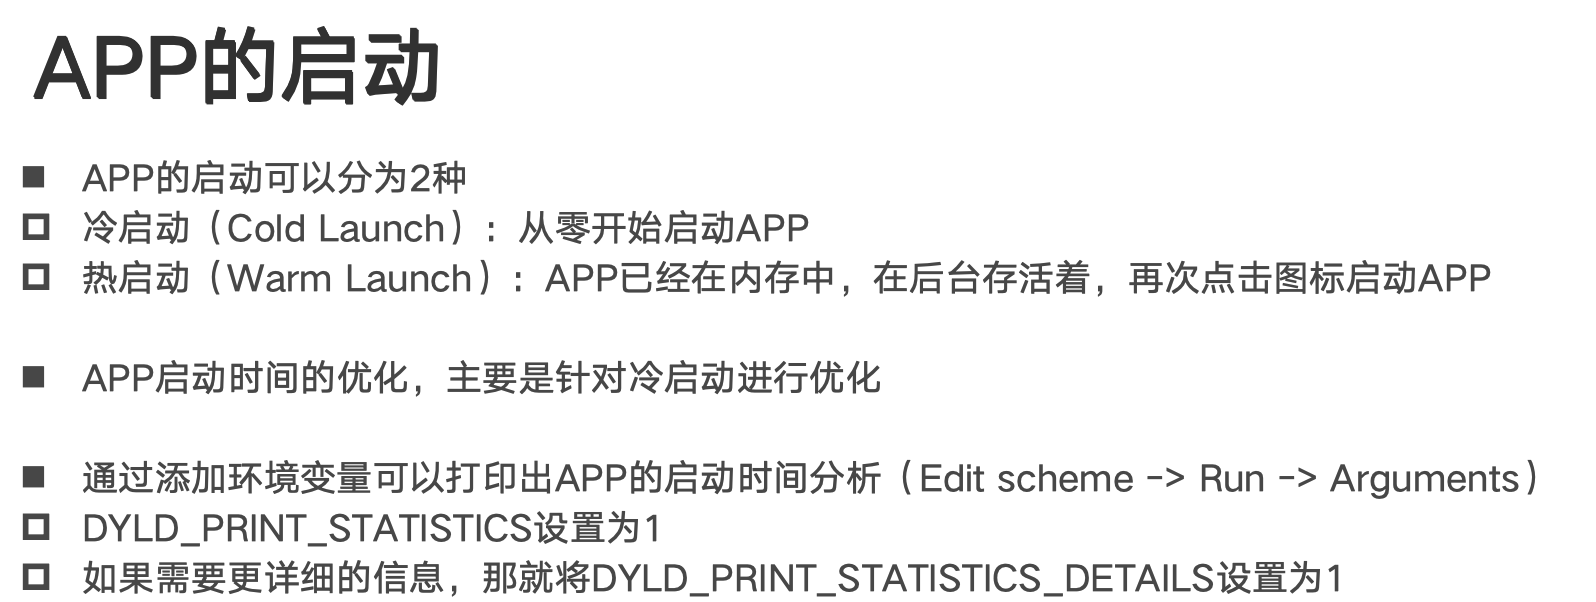 APP的启动
APP的启动可以分为2种
冷启动（Cold Launch）：从零开始启动APP
热启动（Warm Launch）：APP已经在内存中，在后台存活着，再次点击图标启动APP
APP启动时间的优化，主要是针对冷启动进行优化
通过添加环境变量可以打印出APP的启动时间分析（Edit scheme -> Run -> Arguments）
DYLD_PRINT_STATISTICS设置为1
如果需要更详细的信息，那就将DYLD_PRINT_STATISTICS_DETAILS设置为1